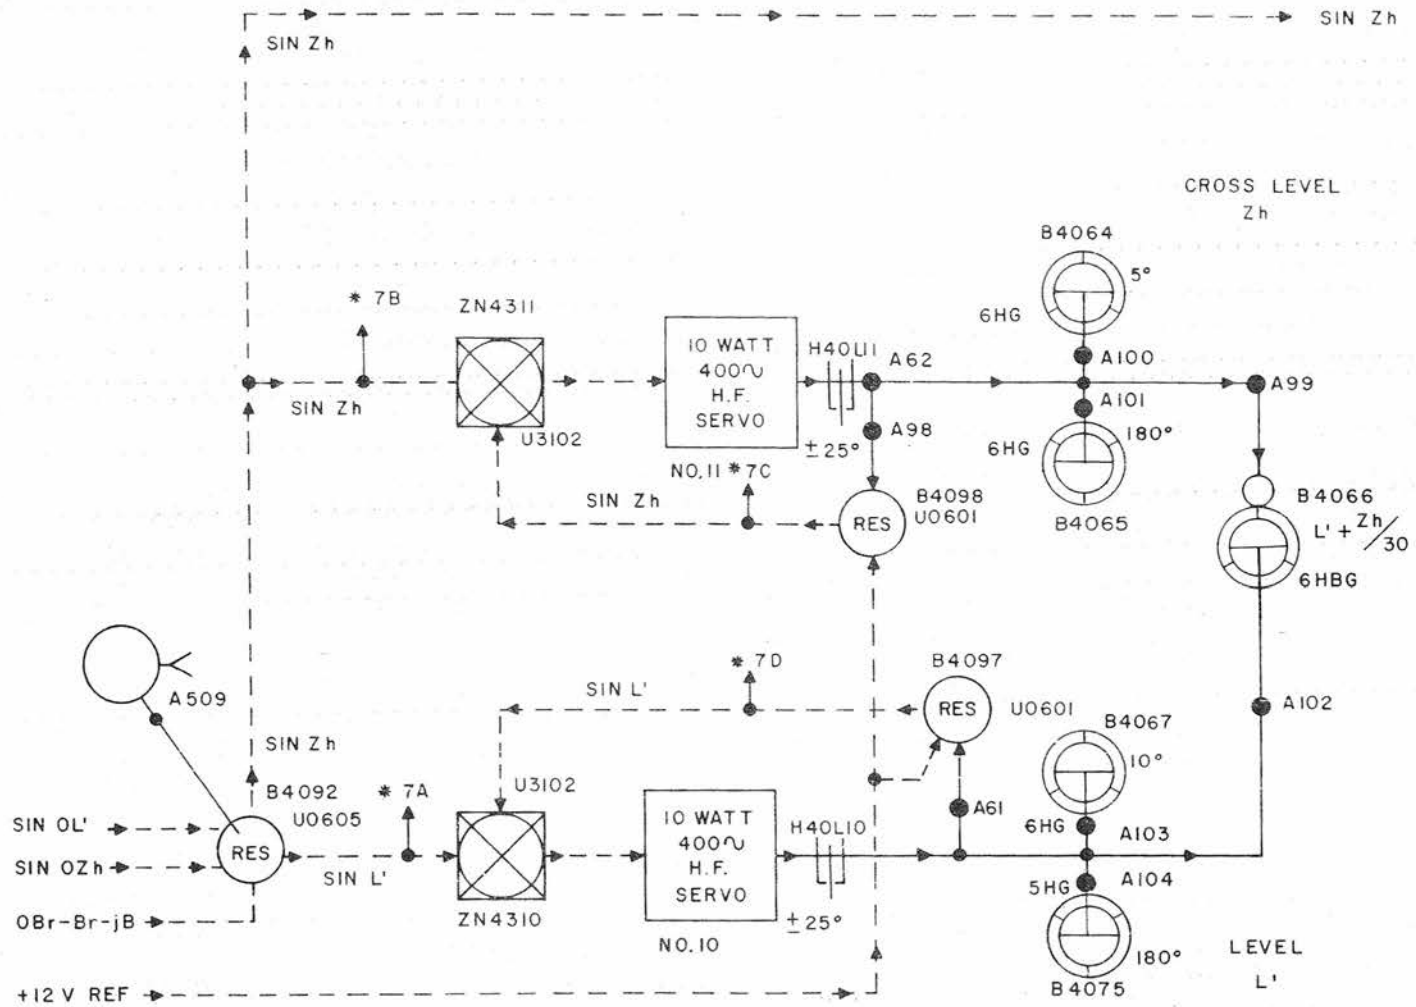 SIN Zh
SIN Zh
CROSS LEVEL
Zh
B4064
5°
6HG
* 7B
ZN4311
10 WATT
400∿
H.F.
SERVO
H40L11
A62
A100
A99
A101
SIN Zh
U3102
±25°
A98
6HG
180°
NO.11
* 7C
SIN Zh
B4098
U0601
RES
B4065
B4066
L' + Zh/30
6HBG
* 7D
B4097
SIN L'
RES
U0601
A509
B4067
10°
A102
SIN Zh
B4092
U0605
* 7A
U3102
10 WATT
400∿
H.F.
SERVO
H40L10
A61
6HG
A103
SIN OL'
RES
SIN OZh
SIN L'
ZN4310
±25°
5HG
A104
OBr-Br-jB
NO.10
180°
LEVEL
L'
+12 V REF
B4075